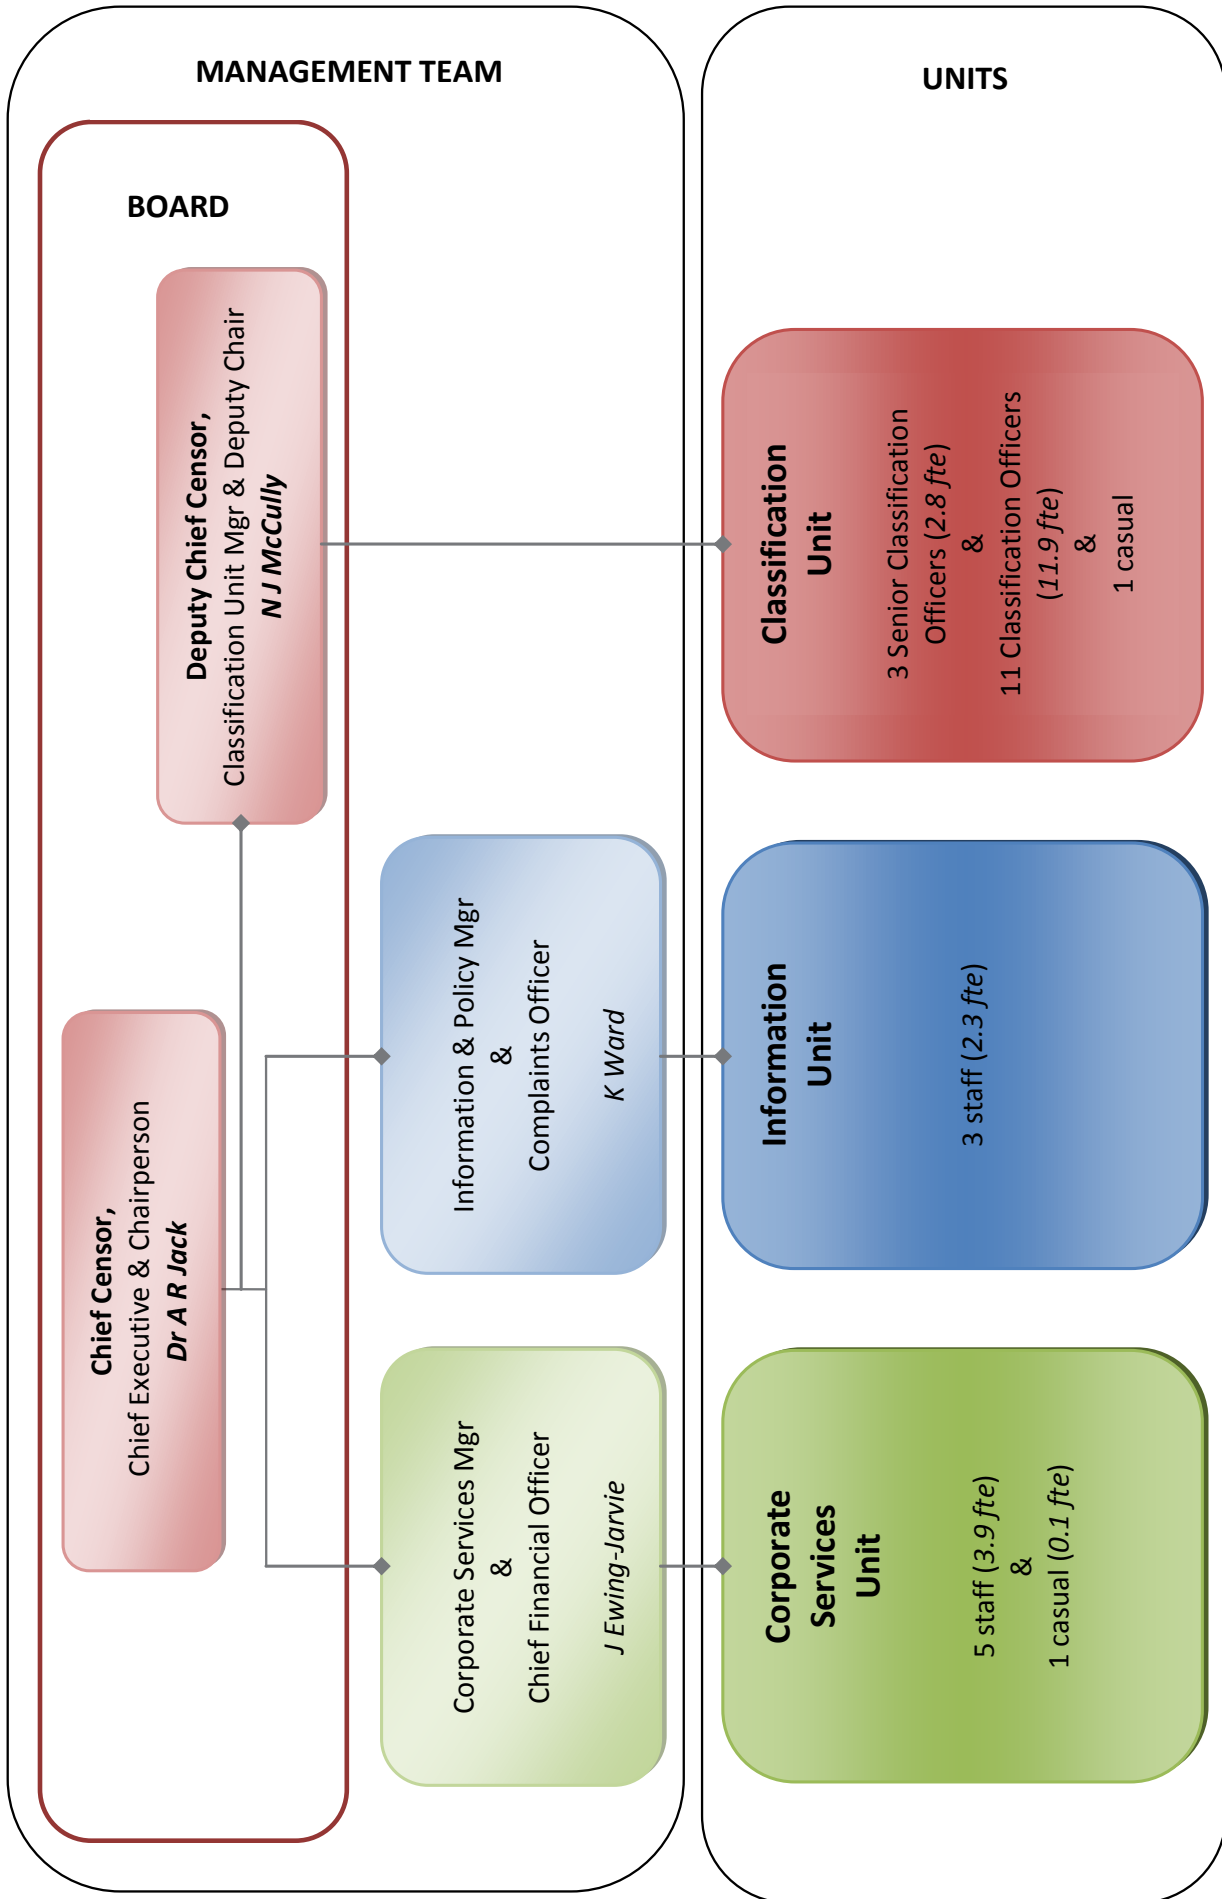 MANAGEMENT TEAM
BOARD
Chief Censor,
Chief Executive & Chairperson
Dr A R Jack
Deputy Chief Censor,
Classification Unit Mgr & Deputy Chair
N J McCully
Corporate Services Mgr
&
Chief Financial Officer
J Ewing-Jarvie
Information & Policy Mgr
&
Complaints Officer
K Ward
UNITS
Corporate
Services
Unit
5 staff (3.9 fte)
&
1 casual (0.1 fte)
Information
Unit
3 staff (2.3 fte)
Classification
Unit
3 Senior Classification
Officers (2.8 fte)
&
11 Classification Officers
(11.9 fte)
&
1 casual